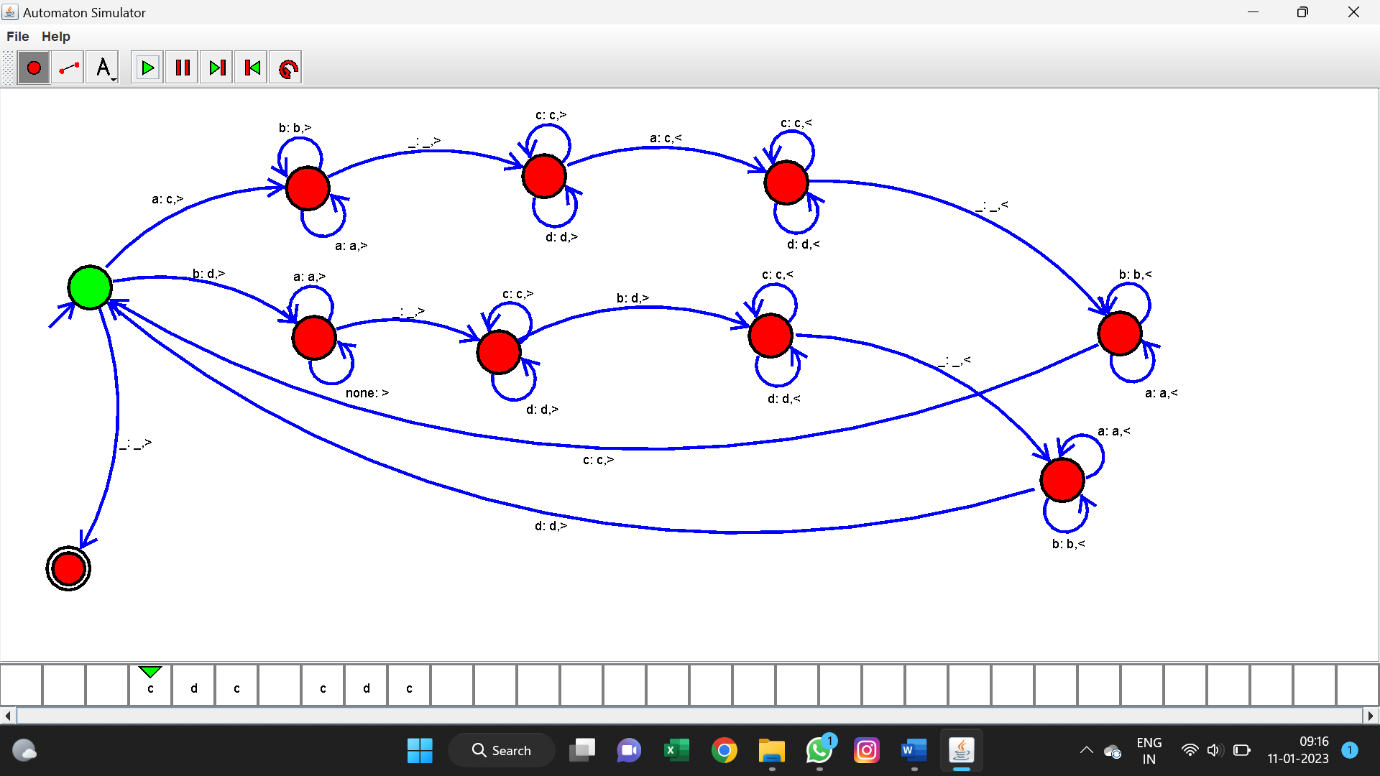 Automaton Simulator
File Help
A
b: b,>
_: _,>
c: c,>
a: c,<
c: c,<
a: c,>
a: a,>
d: d,>
d: d,<
_: _,<
b: d,>
a: a,>
_: _,>
c: c,>
b: d,>
c: c,<
b: b,<
none: >
d: d,>
d: d,<
_: _,<
a: a,<
_: _,>
c: c,>
a: a,<
d: d,>
b: b,<
c d c c d c
Search
1
ENG
IN
09:16
11-01-2023
1